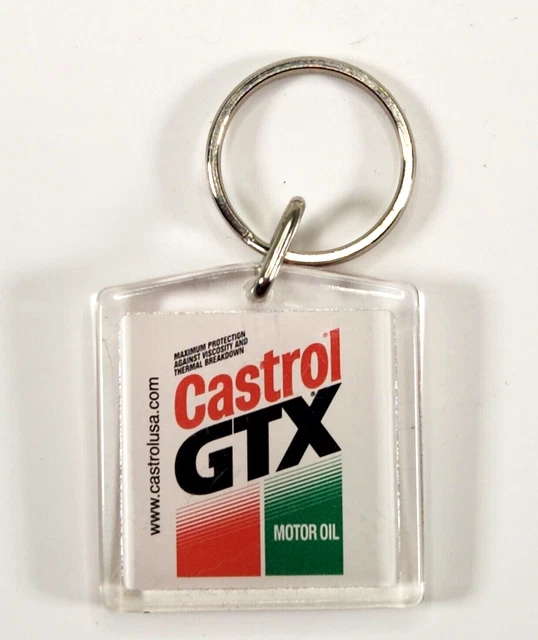 MAXIMUM PROTECTION
AGAINST VISCOSITY AND
THERMAL BREAKDOWN
Castrol®
GTX®
MOTOR OIL
www.castrolusa.com